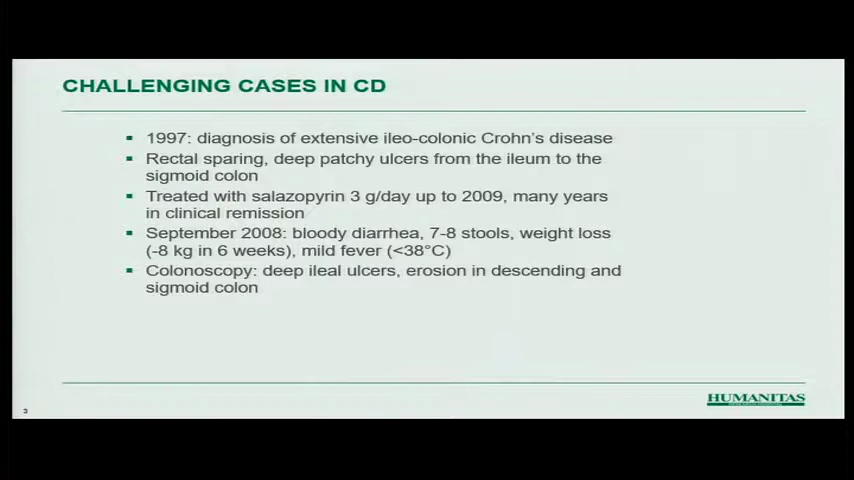 CHALLENGING CASES IN CD
▪ 1997: diagnosis of extensive ileo-colonic Crohn's disease
▪ Rectal sparing, deep patchy ulcers from the ileum to the
sigmoid colon
▪ Treated with salazopyrin 3 g/day up to 2009, many years
in clinical remission
▪ September 2008: bloody diarrhea, 7-8 stools, weight loss
(-8 kg in 6 weeks), mild fever (<38°C)
▪ Colonoscopy: deep ileal ulcers, erosion in descending and
sigmoid colon
3
HUMANITAS